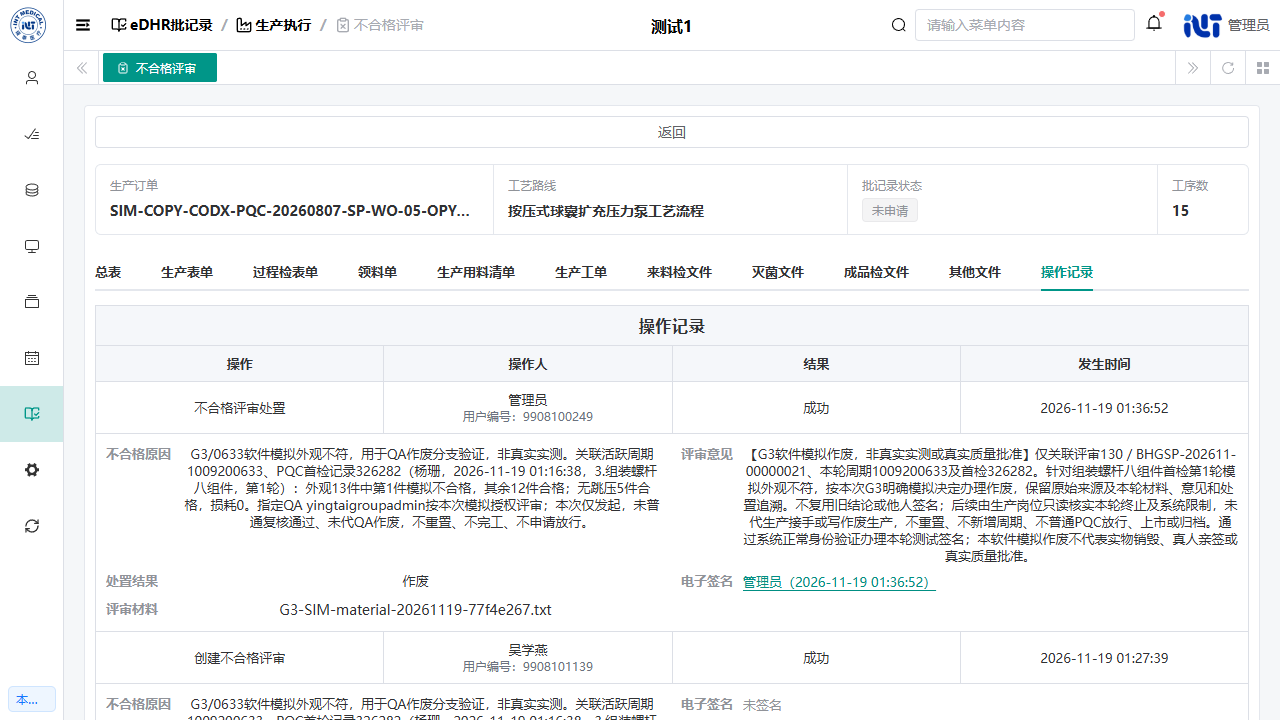 eDHR批记录 / 生产执行 / 不合格评审
测试1
请输入菜单内容
管理员
不合格评审
返回
生产订单
SIM-COPY-CODX-PQC-20260807-SP-WO-05-OPY...
工艺路线
按压式球囊扩充压力泵工艺流程
批记录状态
未申请
工序数
15
总表 生产表单 过程检表单 领料单 生产用料清单 生产工单 来料检文件 灭菌文件 成品检文件 其他文件 操作记录
操作记录
操作 操作人 结果 发生时间
不合格评审处置
管理员
用户编号：9908100249
成功
2026-11-19 01:36:52
不合格原因
G3/0633软件模拟外观不符，用于QA作废分支验证，非真实实测。关联活跃周期
1009200633、PQC首检记录326282（杨珊，2026-11-19 01:16:38，3.组装螺杆
八组件，第1轮）：外观13件中第1件模拟不合格，其余12件合格；无跳压5件合
格，损耗0。指定QA yingtaigroupadmin按本次模拟授权评审；本次仅发起，未普
通复核通过、未代QA作废，不重置、不完工、不申请放行。
评审意见
【G3软件模拟作废，非真实实测或真实质量批准】仅关联评审130 / BHGSP-202611-
00000021、本轮周期1009200633及首检326282。针对组装螺杆八组件首检第1轮模
拟外观不符，按本次G3明确模拟决定办理作废，保留原始来源及本轮材料、意见和处
置追溯。不复用旧结论或他人签名；后续由生产岗位只读核实本轮终止及系统限制，未
代生产接手或写作废生产，不重置、不新增周期、不普通PQC放行、上市或归档。通
过系统正常身份验证办理本轮测试签名；本软件模拟作废不代表实物销毁、真人亲签或
真实质量批准。
处置结果
作废
电子签名
管理员（2026-11-19 01:36:52）
评审材料
G3-SIM-material-20261119-77f4e267.txt
创建不合格评审
吴学燕
用户编号：9908101139
成功
2026-11-19 01:27:39
不合格原因
G3/0633软件模拟外观不符，用于QA作废分支验证，非真实实测。关联活跃周期
1009200633、PQC首检记录326282（杨珊，2026-11-19 01:16:38，3.组装螺杆
电子签名
未签名
本...